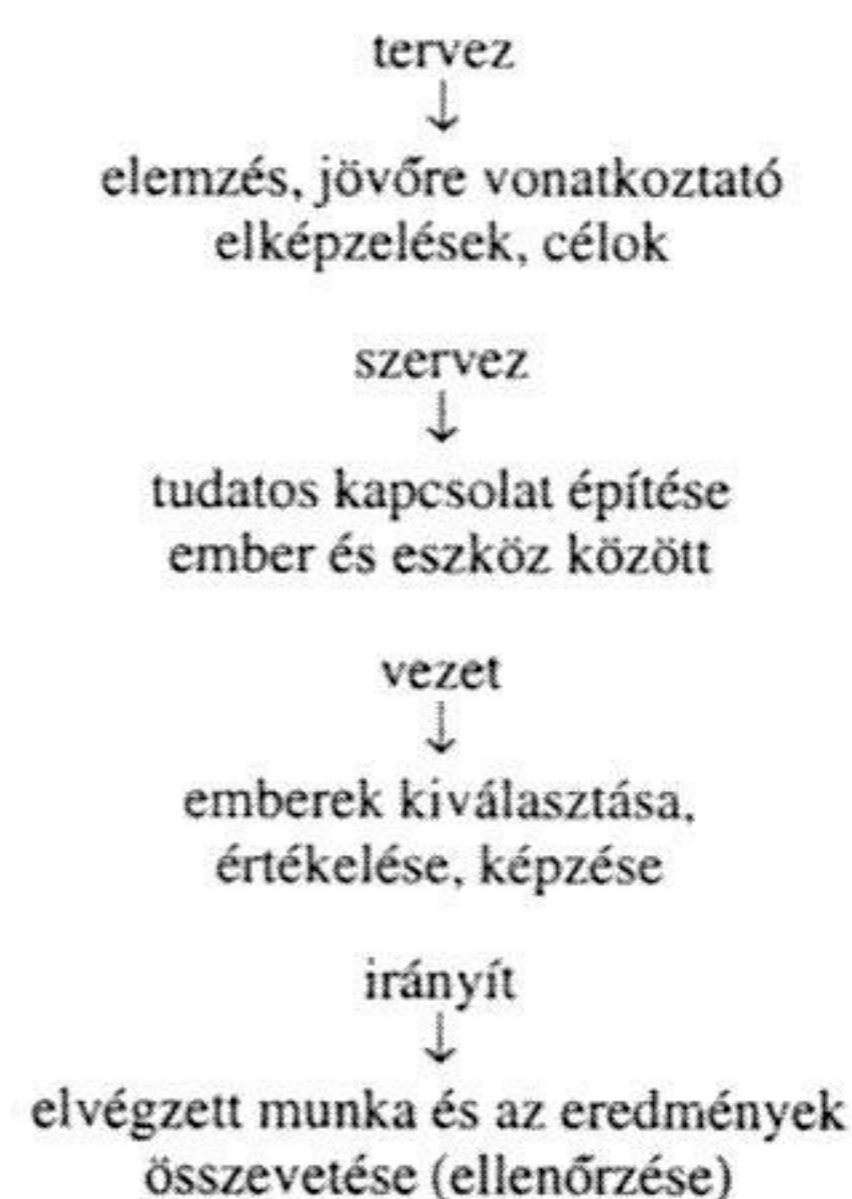 tervez
↓
elemzés, jövőre vonatkoztató
elképzelések, célok
szervez
↓
tudatos kapcsolat építése
ember és eszköz között
vezet
↓
emberek kiválasztása,
értékelése, képzése
irányít
↓
elvégzett munka és az eredmények
összevetése (ellenőrzése)